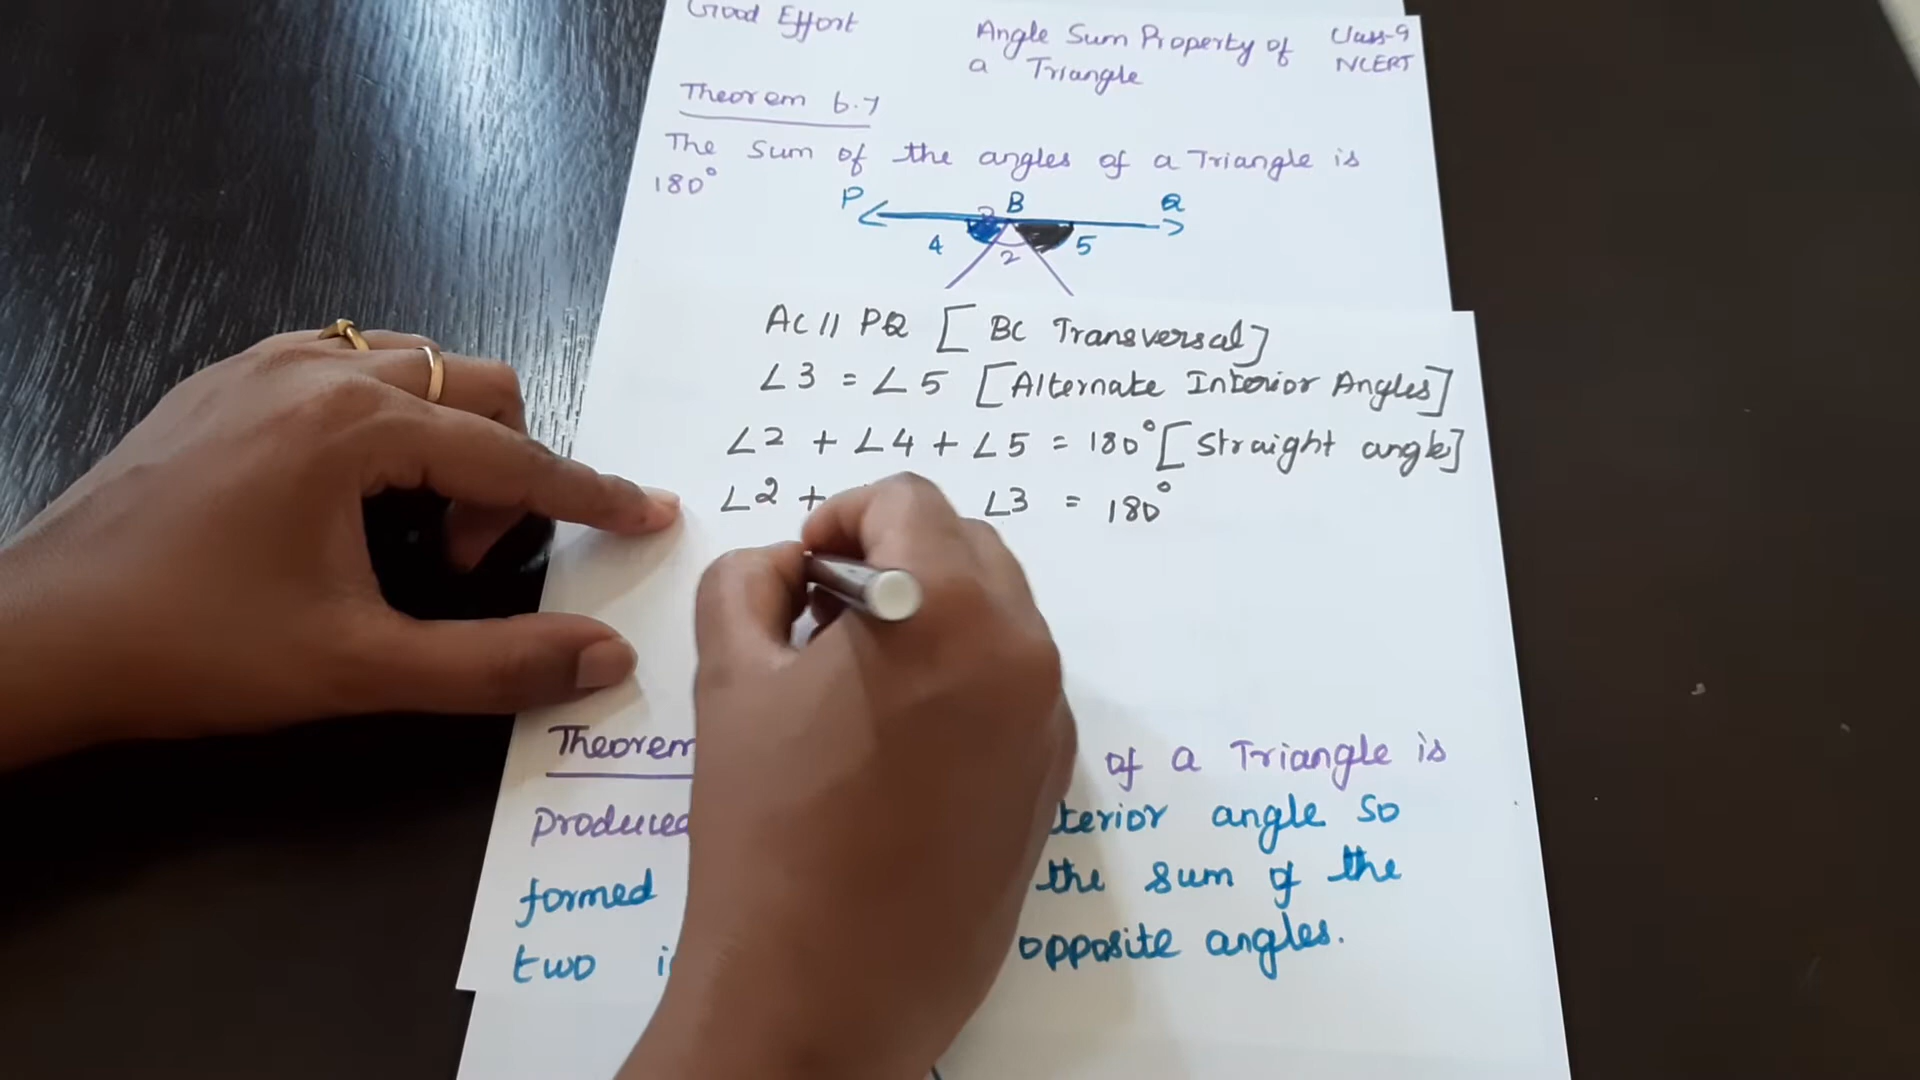 Good Effort
Angle Sum Property of
a Triangle
Class-9
NCERT
Theorem 6.7
The Sum of the angles of a Triangle is
180°
P B Q
4 2 5
AC // PQ [ BC Transversal]
∠3 = ∠5 [Alternate Interior Angles]
∠2 + ∠4 + ∠5 = 180° [Straight angle]
∠2 + ∠3 = 180°
Theorem of a Triangle is
produced angle so
formed the sum of the
two opposite angles.